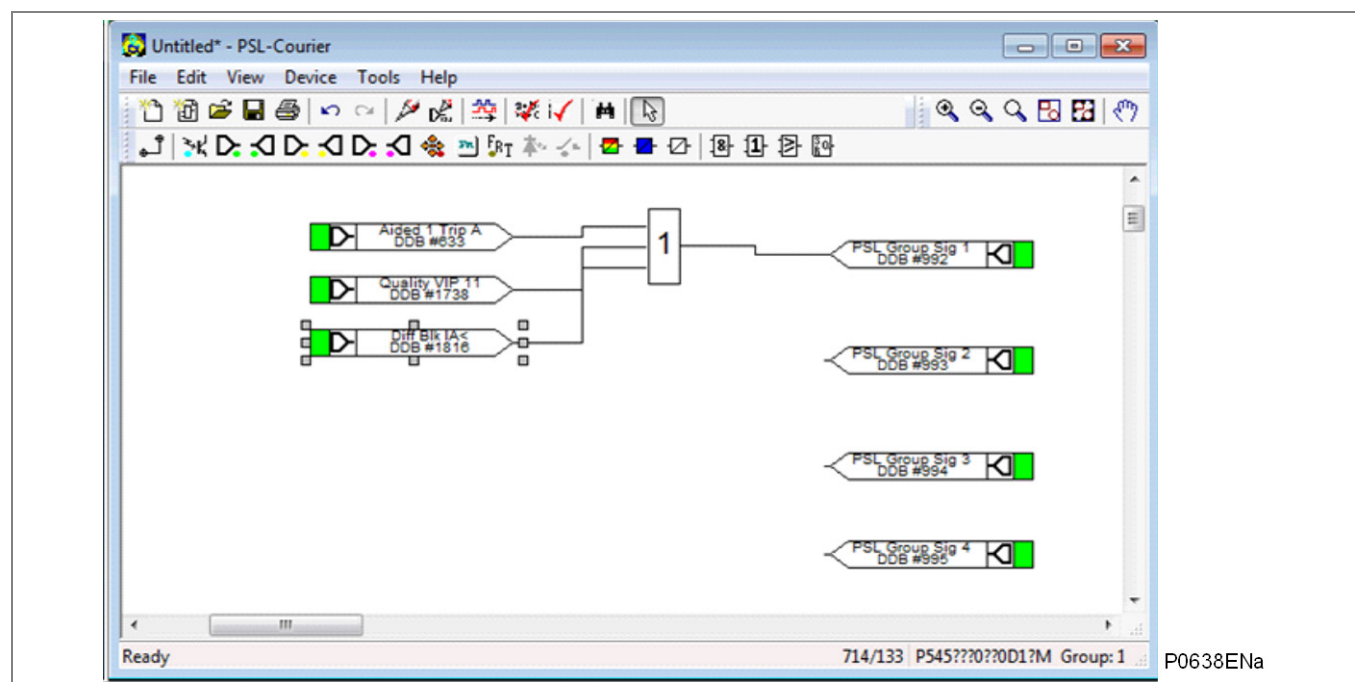 Untitled* - PSL-Courier
File Edit View Device Tools Help
Aided 1 Trip A
DDB #633
1
PSL Group Sig 1
DDB #992
Quality VIP 11
DDB #1738
Diff Blk IA<
DDB #1816
PSL Group Sig 2
DDB #993
PSL Group Sig 3
DDB #994
PSL Group Sig 4
DDB #995
Ready 714/133 P545???0??0D1?M Group: 1
P0638ENa